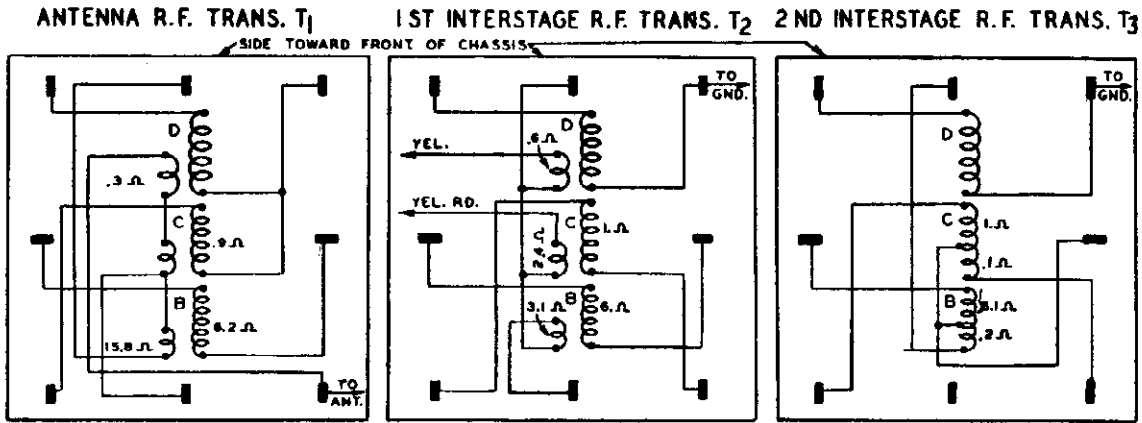 ANTENNA R.F. TRANS. T1
1ST INTERSTAGE R.F. TRANS. T2
2ND INTERSTAGE R.F. TRANS. T3
SIDE TOWARD FRONT OF CHASSIS
D
.3 Ω
C
.9 Ω
B
6.2 Ω
15.8 Ω
TO
ANT.
TO
GND.
D
.6 Ω
YEL.
YEL. RD.
C
1. Ω
2.4 Ω
B
3.1 Ω
6. Ω
TO
GND.
D
C
1. Ω
.1 Ω
B
.2 Ω